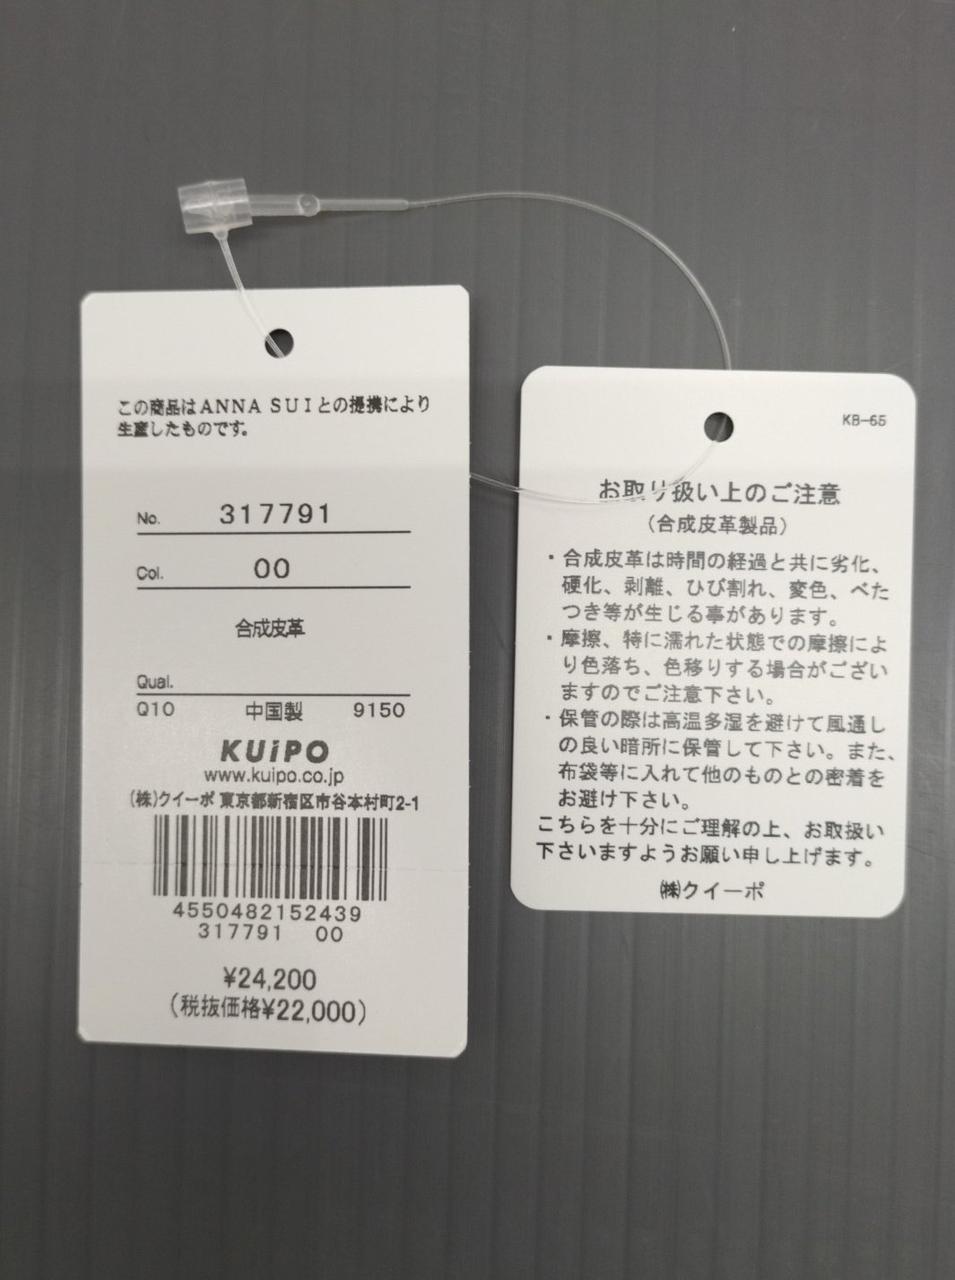 この商品はANNA SUIとの提携により
生産したものです。
No. 317791
Col. 00
合成皮革
Qual.
Q10 中国製 9150
KUiPO
www.kuipo.co.jp
(株)クイーポ 東京都新宿区市谷本村町2-1
4550482152439
317791 00
¥24,200
(税抜価格¥22,000)
KB-65
お取り扱い上のご注意
(合成皮革製品)
・合成皮革は時間の経過と共に劣化、
硬化、剥離、ひび割れ、変色、べた
つき等が生じる事があります。
・摩擦、特に濡れた状態での摩擦によ
り色落ち、色移りする場合がござい
ますのでご注意下さい。
・保管の際は高温多湿を避けて風通し
の良い暗所に保管して下さい。また、
布袋等に入れて他のものとの密着を
お避け下さい。
こちらを十分にご理解の上、お取扱い
下さいますようお願い申し上げます。
㈱クイーポ